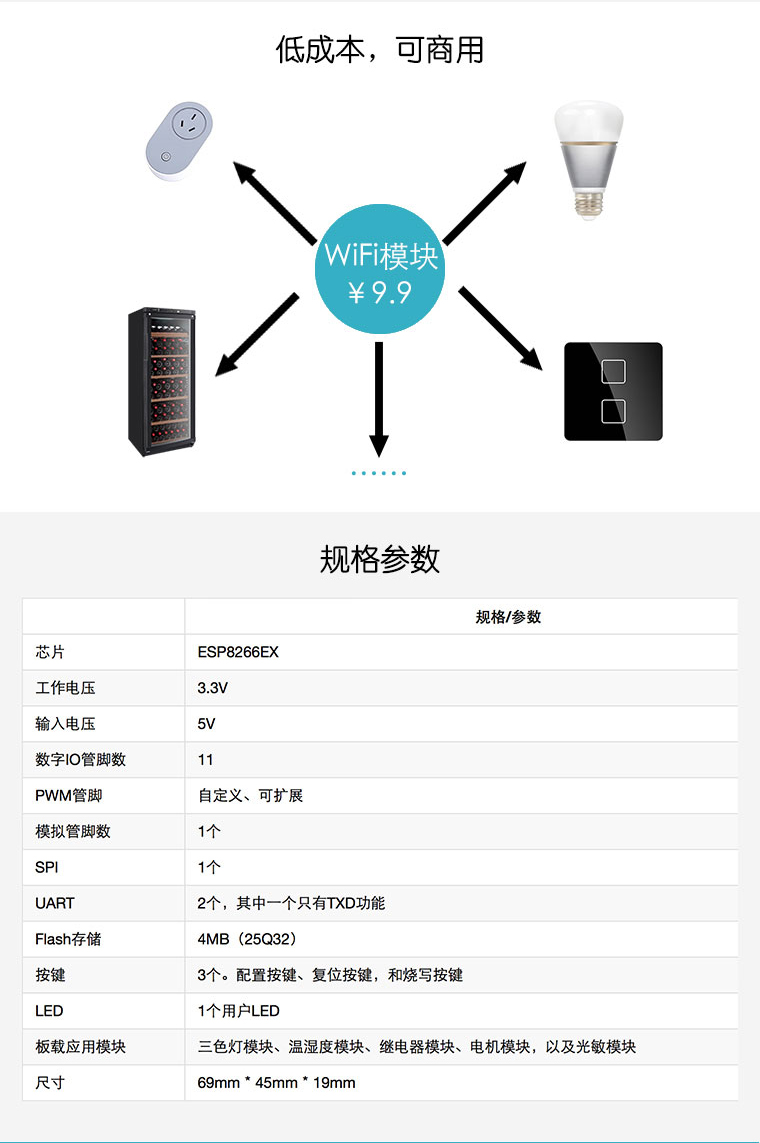 低成本，可商用
WiFi模块
￥9.9
规格参数
规格/参数
芯片 ESP8266EX
工作电压 3.3V
输入电压 5V
数字IO管脚数 11
PWM管脚 自定义、可扩展
模拟管脚数 1个
SPI 1个
UART 2个，其中一个只有TXD功能
Flash存储 4MB（25Q32）
按键 3个。配置按键、复位按键，和烧写按键
LED 1个用户LED
板载应用模块 三色灯模块、温湿度模块、继电器模块、电机模块，以及光敏模块
尺寸 69mm * 45mm * 19mm